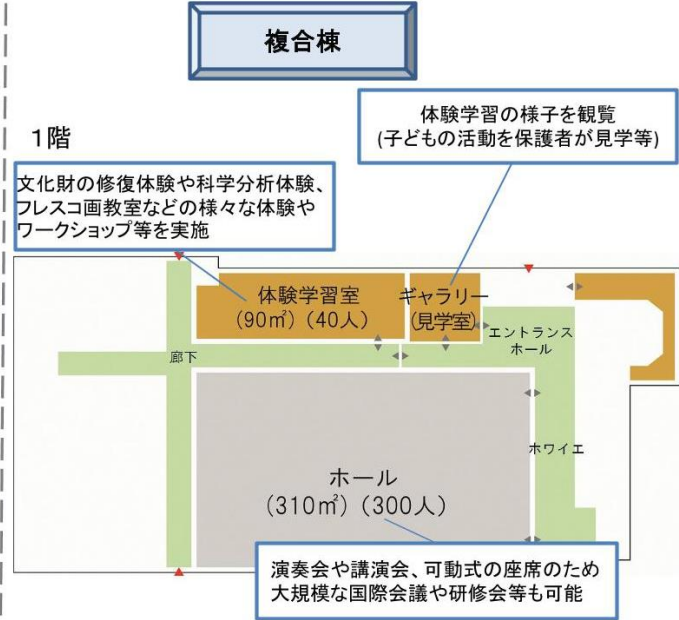 複合棟
体験学習の様子を観覧
(子どもの活動を保護者が見学等)
1階
文化財の修復体験や科学分析体験、
フレスコ画教室などの様々な体験や
ワークショップ等を実施
体験学習室
(90㎡)(40人)
ギャラリー
(見学室)
エントランス
ホール
廊下
ホワイエ
ホール
(310㎡)(300人)
演奏会や講演会、可動式の座席のため
大規模な国際会議や研修会等も可能